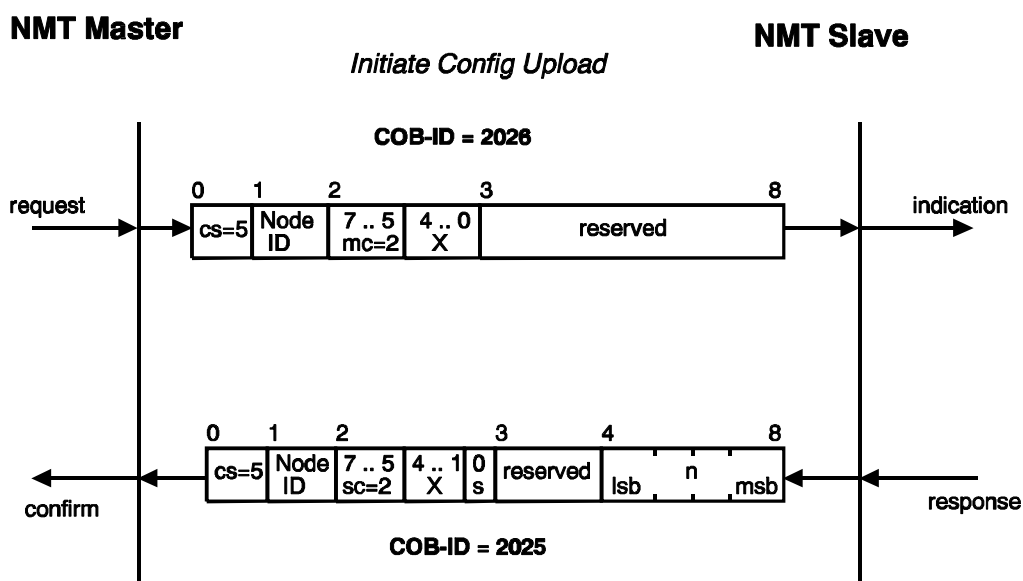 NMT Master
NMT Slave
Initiate Config Upload
COB-ID = 2026
0 1 2 3 8
request
indication
cs=5 Node ID 7 .. 5 mc=2 4 .. 0 X reserved
0 1 2 3 4 8
cs=5 Node ID 7 .. 5 sc=2 4 .. 1 X 0 s reserved lsb n msb
confirm
response
COB-ID = 2025